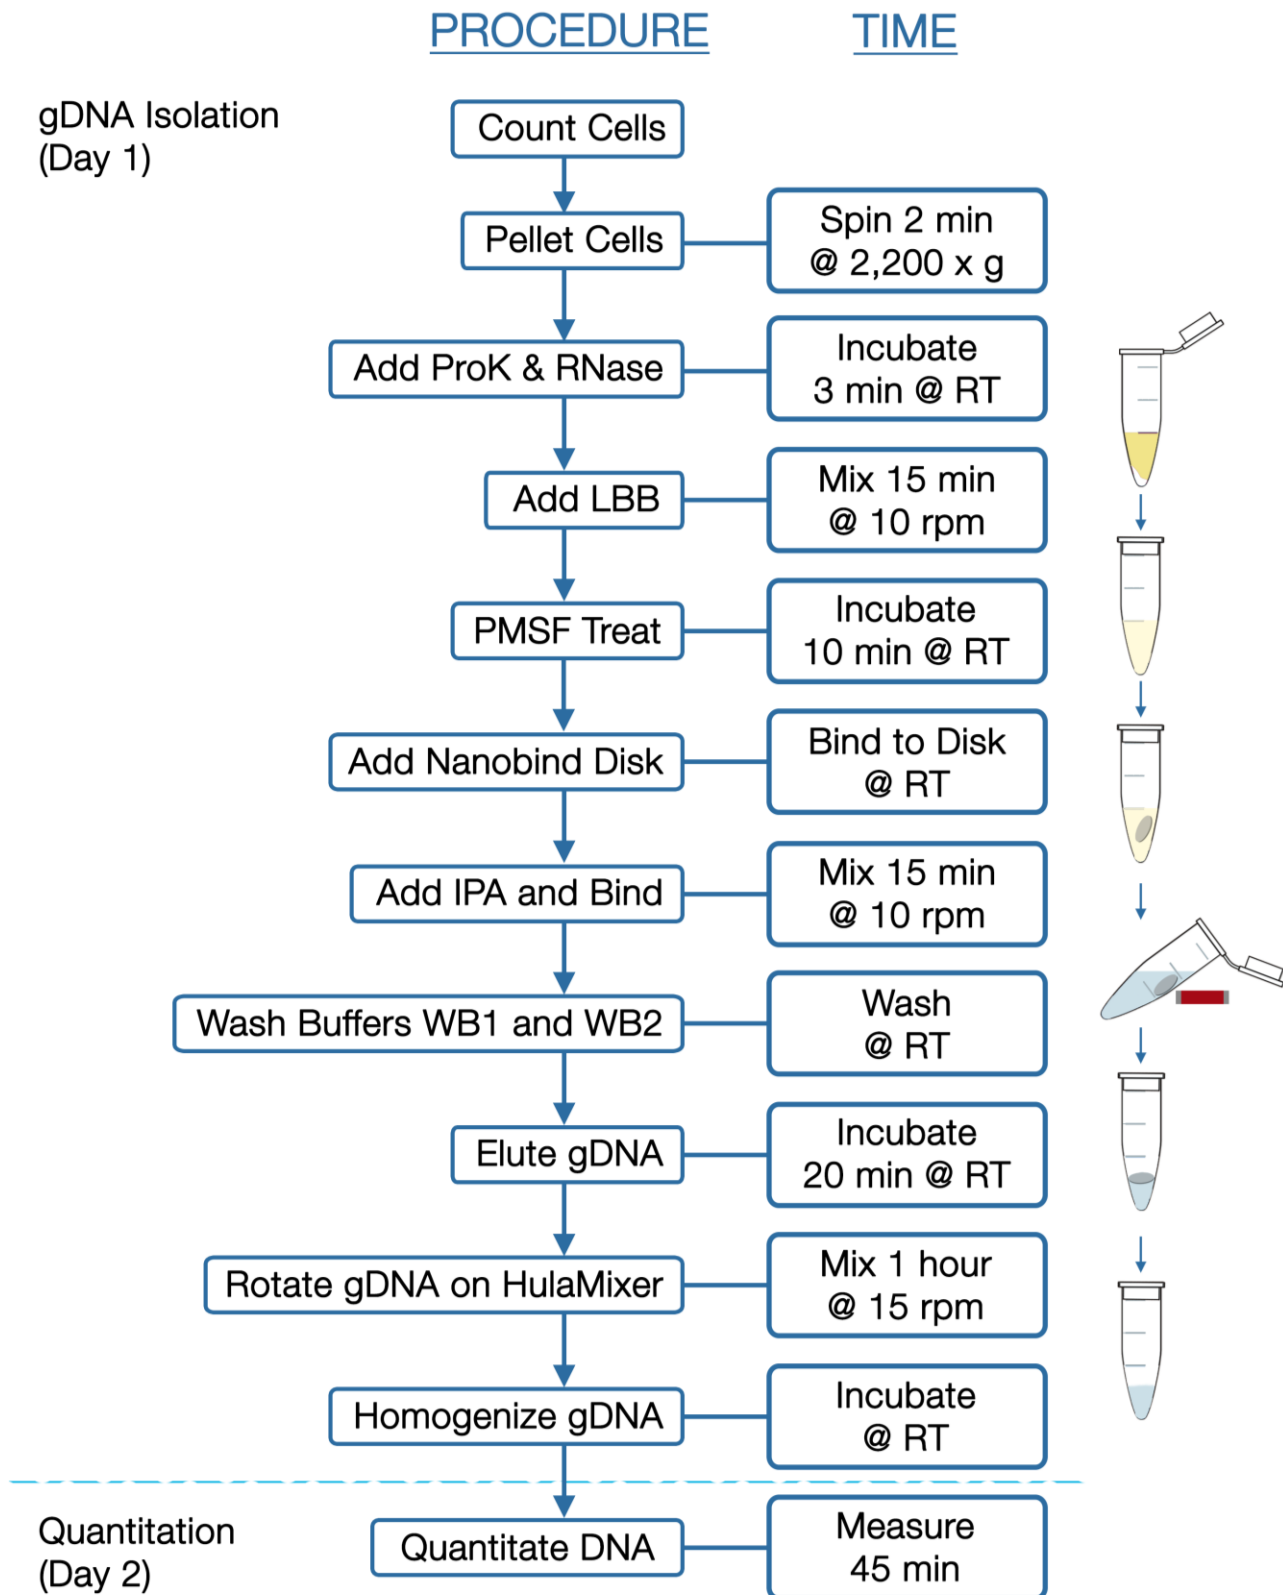 PROCEDURE
TIME
gDNA Isolation
(Day 1)
Count Cells
Pellet Cells
Spin 2 min
@ 2,200 x g
Add ProK & RNase
Incubate
3 min @ RT
Add LBB
Mix 15 min
@ 10 rpm
PMSF Treat
Incubate
10 min @ RT
Add Nanobind Disk
Bind to Disk
@ RT
Add IPA and Bind
Mix 15 min
@ 10 rpm
Wash Buffers WB1 and WB2
Wash
@ RT
Elute gDNA
Incubate
20 min @ RT
Rotate gDNA on HulaMixer
Mix 1 hour
@ 15 rpm
Homogenize gDNA
Incubate
@ RT
Quantitation
(Day 2)
Quantitate DNA
Measure
45 min